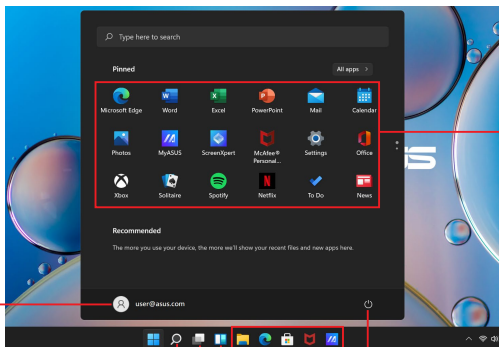 Type here to search
Pinned
All apps >
Microsoft Edge
Word
Excel
PowerPoint
Mail
Calendar
Photos
MyASUS
ScreenXpert
McAfee®
Personal...
Settings
Office
Xbox
Solitaire
Spotify
Netflix
To Do
News
Recommended
The more you use your device, the more we'll show your recent files and new apps here.
user@asus.com